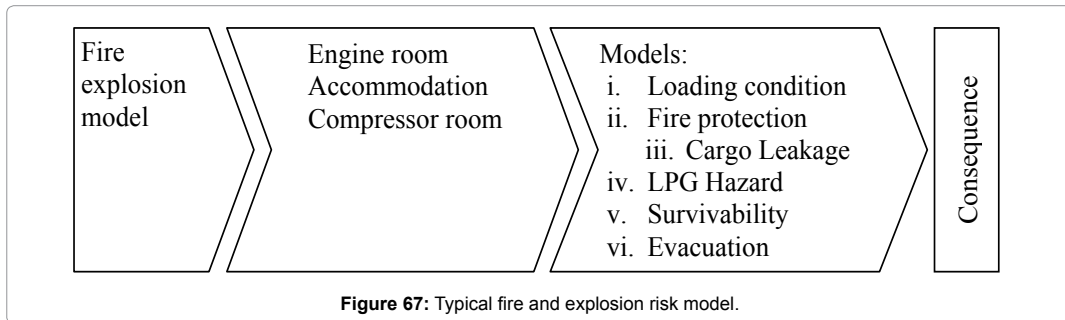 Fire
explosion
model
Engine room
Accommodation
Compressor room
Models:
i. Loading condition
ii. Fire protection
iii. Cargo Leakage
iv. LPG Hazard
v. Survivability
vi. Evacuation
Consequence
Figure 67: Typical fire and explosion risk model.